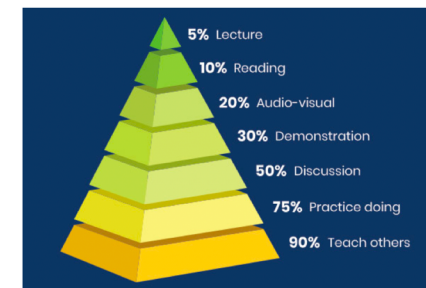 5% Lecture
10% Reading
20% Audio-visual
30% Demonstration
50% Discussion
75% Practice doing
90% Teach others